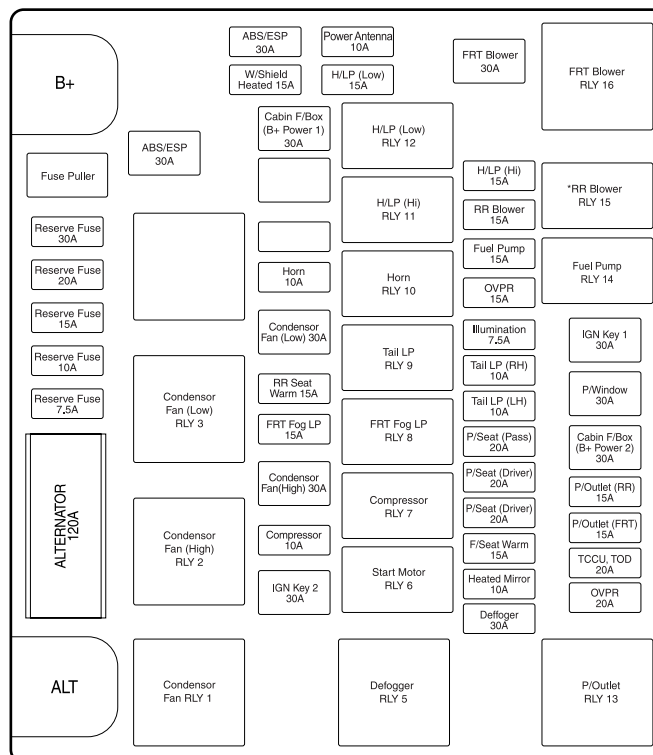 B+
Fuse Puller
Reserve Fuse
30A
Reserve Fuse
20A
Reserve Fuse
15A
Reserve Fuse
10A
Reserve Fuse
7.5A
ALTERNATOR
120A
ALT
ABS/ESP
30A
Condensor
Fan (Low)
RLY 3
Condensor
Fan (High)
RLY 2
Condensor
Fan RLY 1
ABS/ESP
30A
W/Shield
Heated 15A
Cabin F/Box
(B+ Power 1)
30A
Horn
10A
Condensor
Fan (Low) 30A
RR Seat
Warm 15A
FRT Fog LP
15A
Condensor
Fan(High) 30A
Compressor
10A
IGN Key 2
30A
Power Antenna
10A
H/LP (Low)
15A
H/LP (Low)
RLY 12
H/LP (Hi)
RLY 11
Horn
RLY 10
Tail LP
RLY 9
FRT Fog LP
RLY 8
Compressor
RLY 7
Start Motor
RLY 6
Defogger
RLY 5
FRT Blower
30A
H/LP (Hi)
15A
RR Blower
15A
Fuel Pump
15A
OVPR
15A
Illumination
7.5A
Tail LP (RH)
10A
Tail LP (LH)
10A
P/Seat (Pass)
20A
P/Seat (Driver)
20A
P/Seat (Driver)
20A
F/Seat Warm
15A
Heated Mirror
10A
Deffoger
30A
FRT Blower
RLY 16
*RR Blower
RLY 15
Fuel Pump
RLY 14
IGN Key 1
30A
P/Window
30A
Cabin F/Box
(B+ Power 2)
30A
P/Outlet (RR)
15A
P/Outlet (FRT)
15A
TCCU, TOD
20A
OVPR
20A
P/Outlet
RLY 13